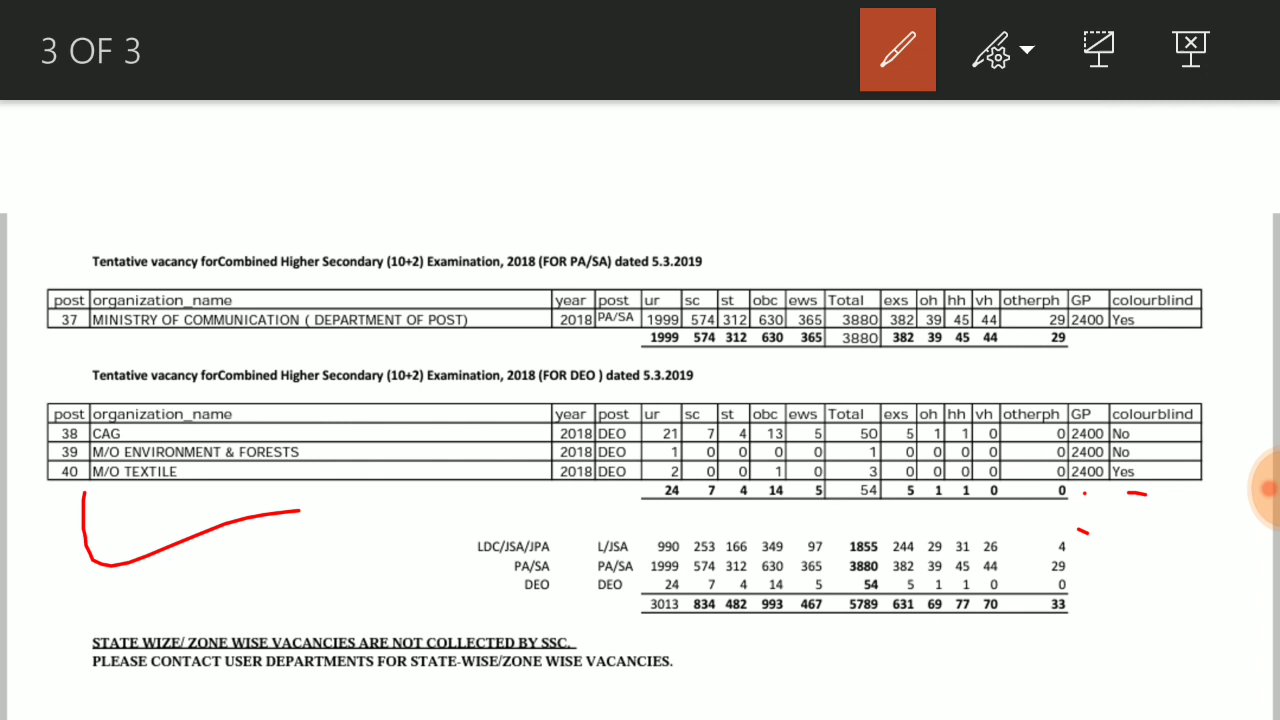 3 OF 3
Tentative vacancy forCombined Higher Secondary (10+2) Examination, 2018 (FOR PA/SA) dated 5.3.2019
post organization_name year post ur sc st obc ews Total exs oh hh vh otherph GP colourblind
37 MINISTRY OF COMMUNICATION ( DEPARTMENT OF POST) 2018 PA/SA 1999 574 312 630 365 3880 382 39 45 44 29 2400 Yes
1999 574 312 630 365 3880 382 39 45 44 29
Tentative vacancy forCombined Higher Secondary (10+2) Examination, 2018 (FOR DEO ) dated 5.3.2019
post organization_name year post ur sc st obc ews Total exs oh hh vh otherph GP colourblind
38 CAG 2018 DEO 21 7 4 13 5 50 5 1 1 0 0 2400 No
39 M/O ENVIRONMENT & FORESTS 2018 DEO 1 0 0 0 0 1 0 0 0 0 0 2400 No
40 M/O TEXTILE 2018 DEO 2 0 0 1 0 3 0 0 0 0 0 2400 Yes
24 7 4 14 5 54 5 1 1 0 0
LDC/JSA/JPA L/JSA 990 253 166 349 97 1855 244 29 31 26 4
PA/SA PA/SA 1999 574 312 630 365 3880 382 39 45 44 29
DEO DEO 24 7 4 14 5 54 5 1 1 0 0
3013 834 482 993 467 5789 631 69 77 70 33
STATE WIZE/ ZONE WISE VACANCIES ARE NOT COLLECTED BY SSC.
PLEASE CONTACT USER DEPARTMENTS FOR STATE-WISE/ZONE WISE VACANCIES.